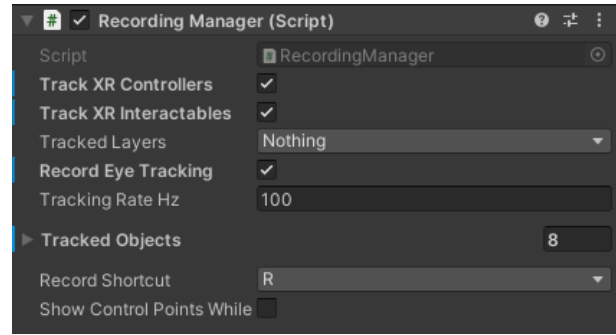 Recording Manager (Script)
Script RecordingManager
Track XR Controllers
Track XR Interactables
Tracked Layers Nothing
Record Eye Tracking
Tracking Rate Hz 100
Tracked Objects 8
Record Shortcut R
Show Control Points While